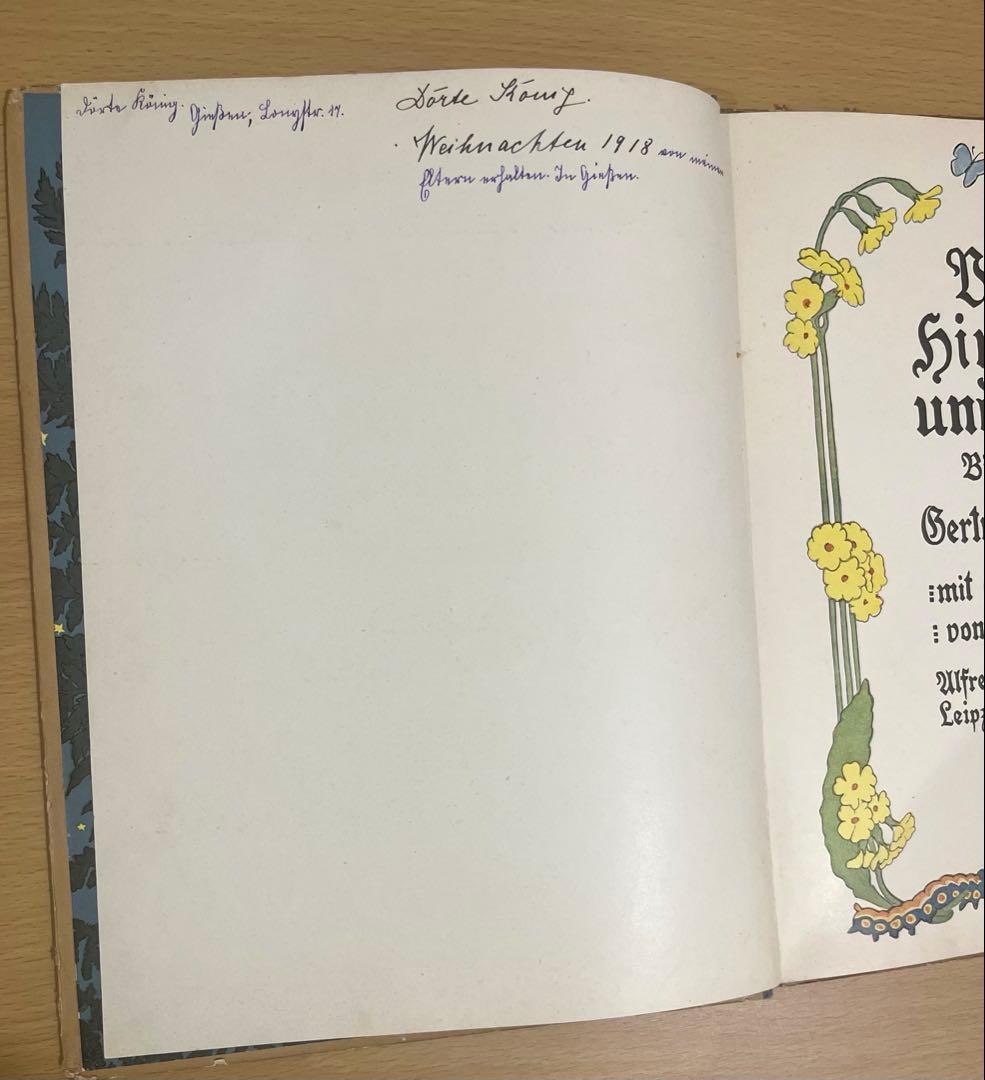 Dörte König. Gießen, Lonystr. 17.
Dörte König.
Weihnachten 1918 von meinen
Eltern erhalten. In Gießen.
V
Hi
un
B
Gert
:mit
: von
Alfre
Leipz